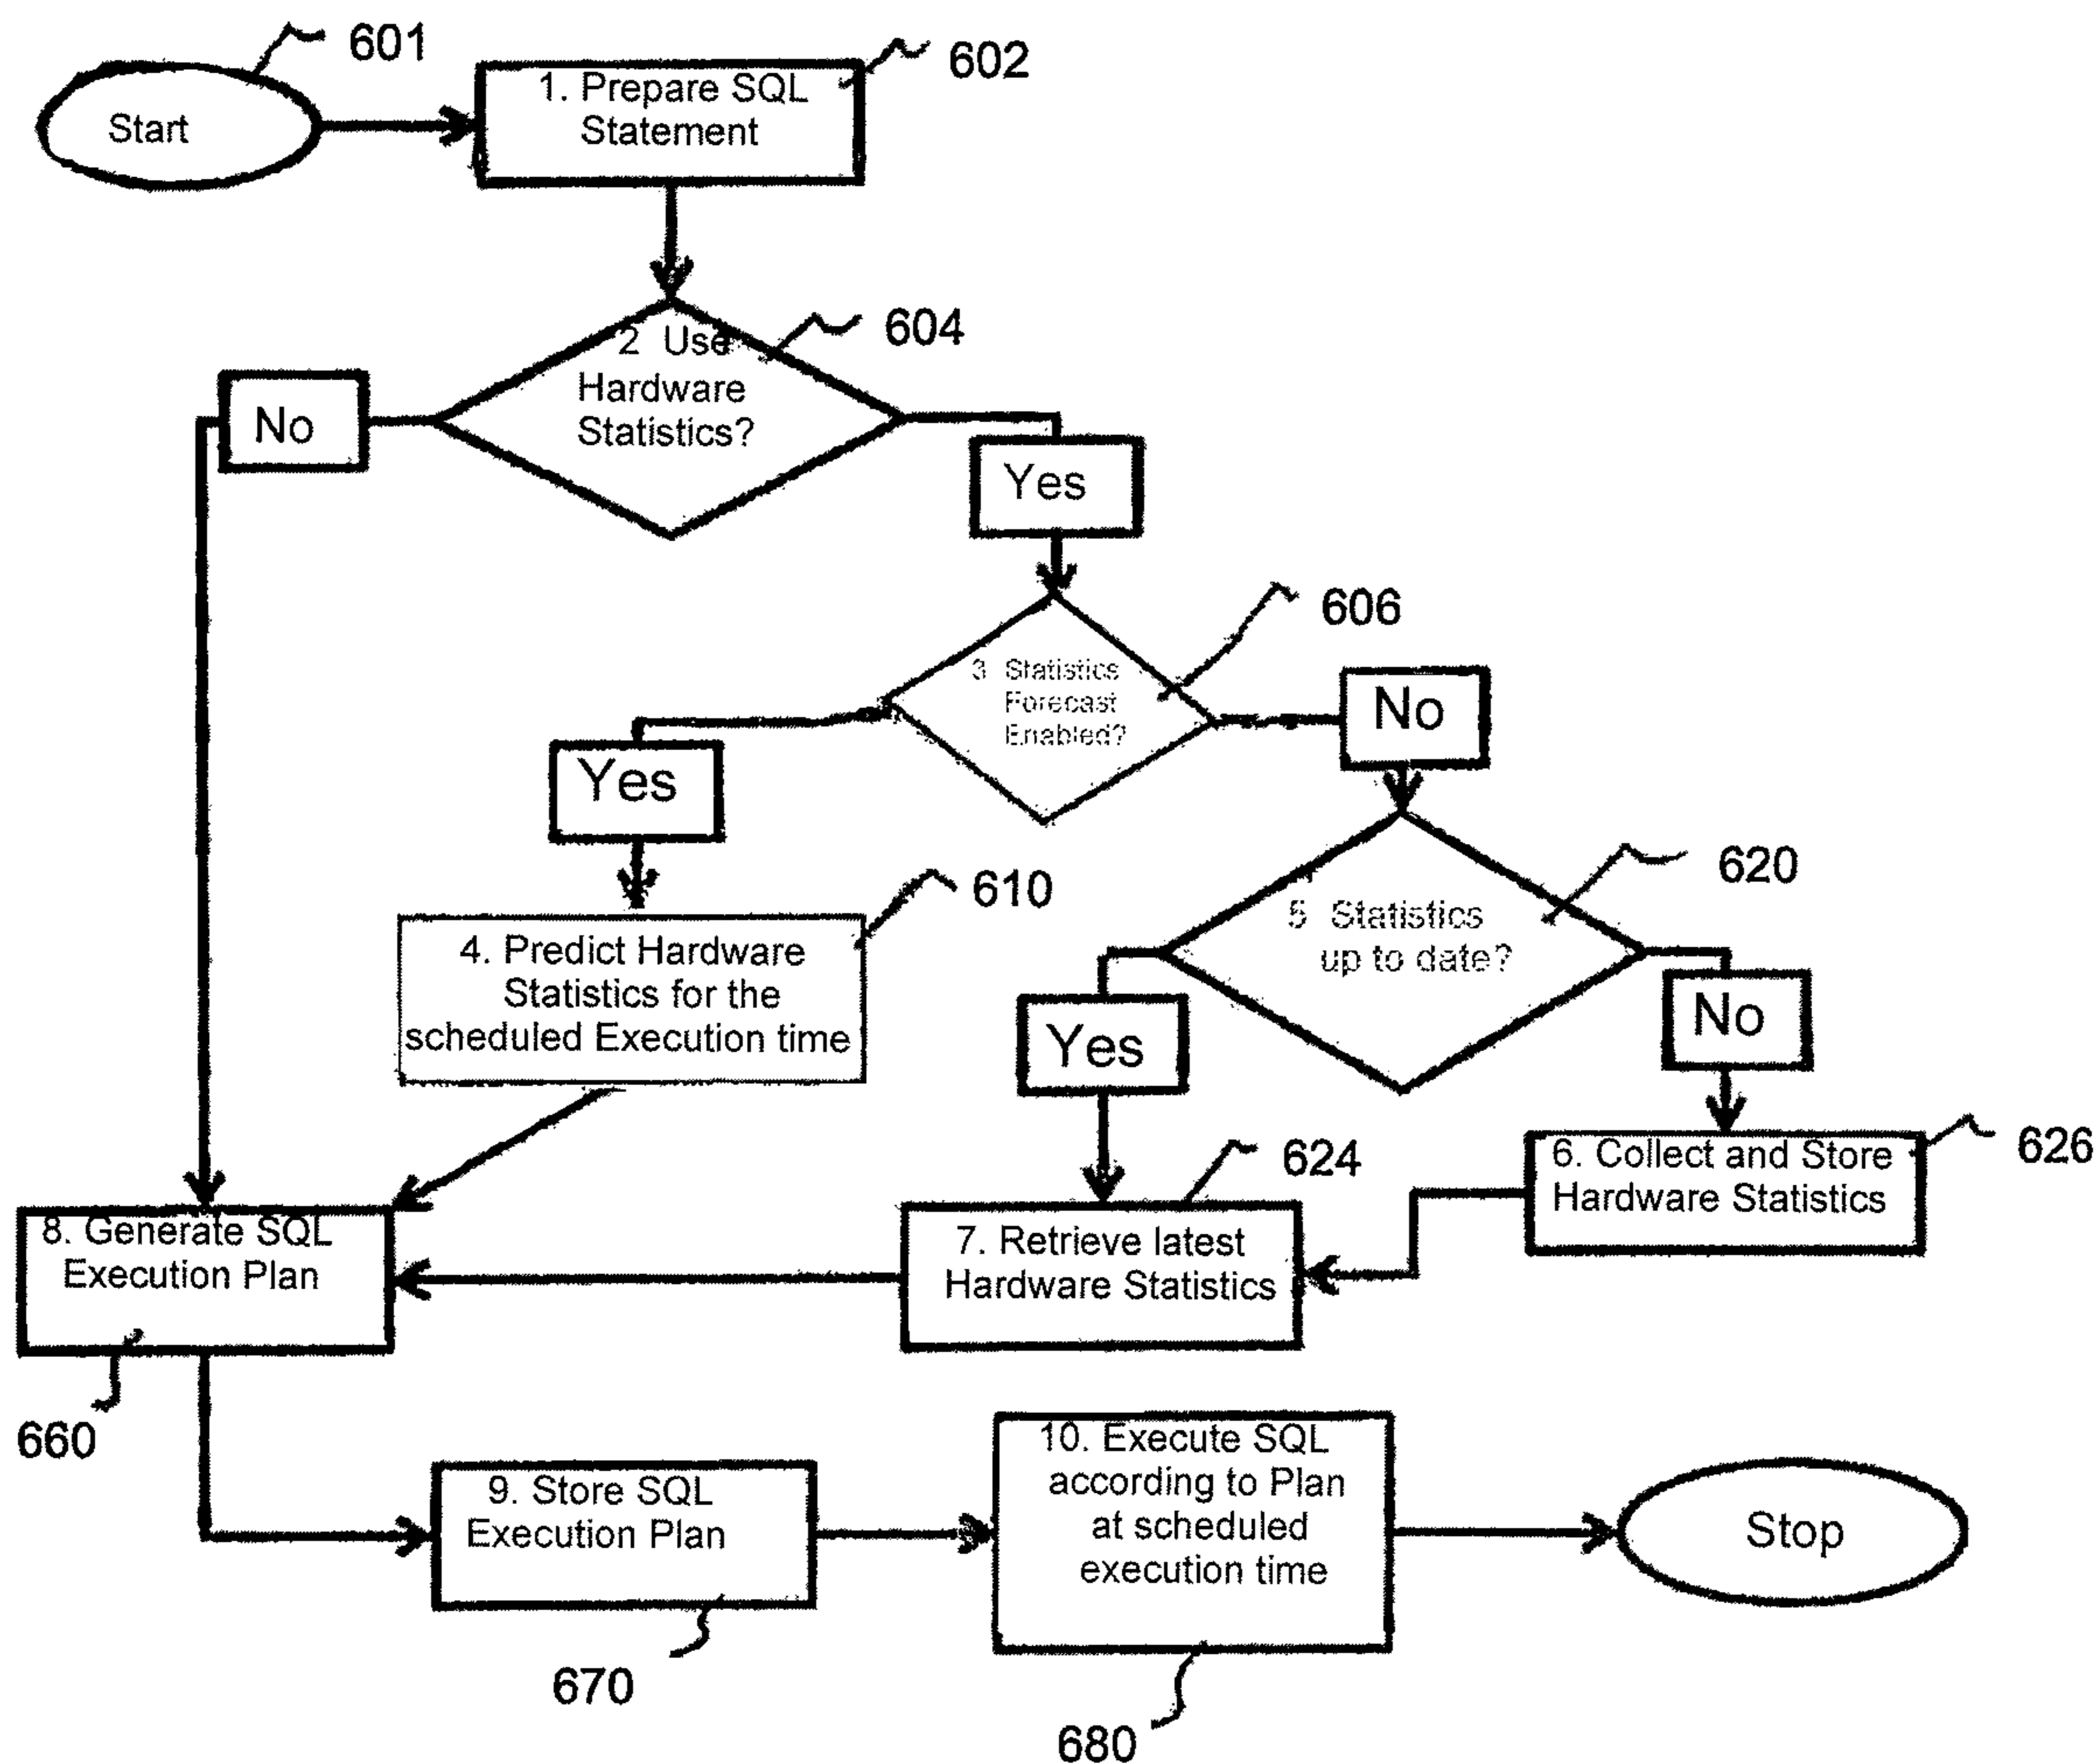 601
Start
602
1. Prepare SQL
Statement
604
2 Use
Hardware
Statistics?
No
Yes
606
3 Statistics
Forecast
Enabled?
Yes
No
610
4. Predict Hardware
Statistics for the
scheduled Execution time
620
5 Statistics
up to date?
Yes
No
626
6. Collect and Store
Hardware Statistics
624
7. Retrieve latest
Hardware Statistics
8. Generate SQL
Execution Plan
660
9. Store SQL
Execution Plan
670
10. Execute SQL
according to Plan
at scheduled
execution time
680
Stop